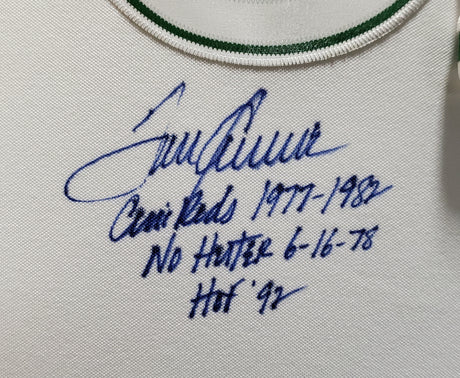 Tom Seaver
Cinn Reds 1977-1982
No Hitter 6-16-78
HOF '92